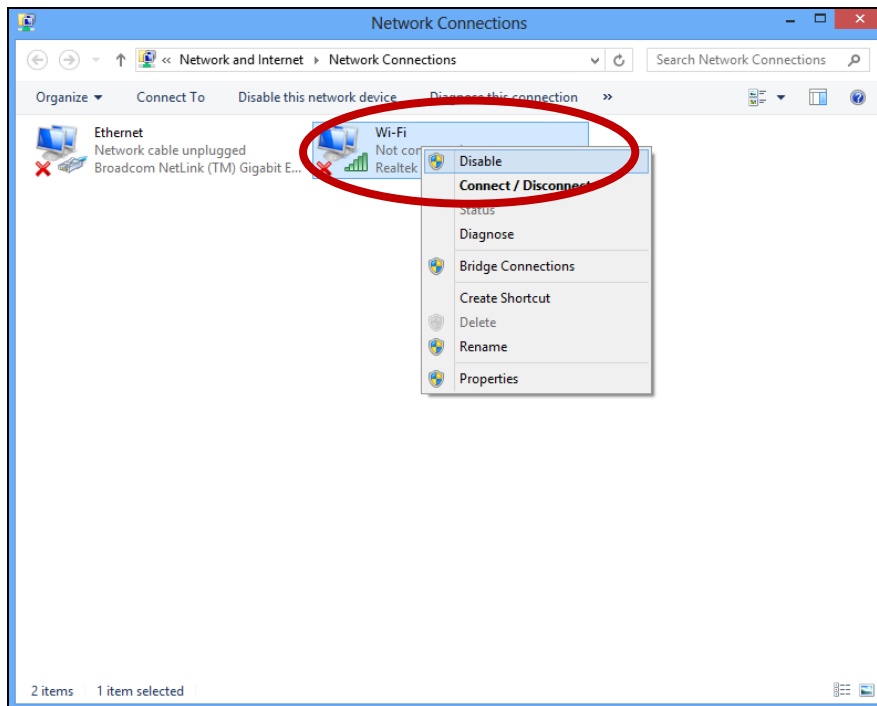 Network Connections
« Network and Internet Network Connections
Search Network Connections
Organize Connect To Disable this network device Diagnose this connection »
Ethernet
Network cable unplugged
Broadcom NetLink (TM) Gigabit E...
Wi-Fi
Not
Realtek
Disable
Connect / Disconnect
Status
Diagnose
Bridge Connections
Create Shortcut
Delete
Rename
Properties
2 items 1 item selected